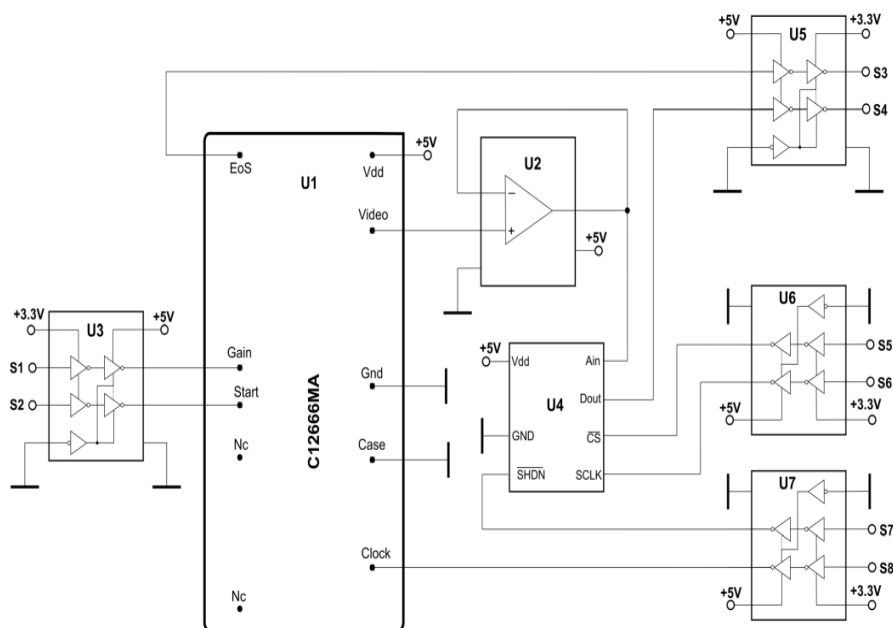 +5V
U5
+3.3V
S3
S4
EoS
U1
+5V
Vdd
U2
Video
+5V
+3.3V
U3
+5V
S1
S2
Gain
Start
Nc
Nc
C12666MA
Gnd
Case
Clock
+5V
Vdd
Ain
U4
Dout
GND
CS
SHDN
SCLK
U6
S5
S6
+5V
+3.3V
U7
S7
S8
+5V
+3.3V